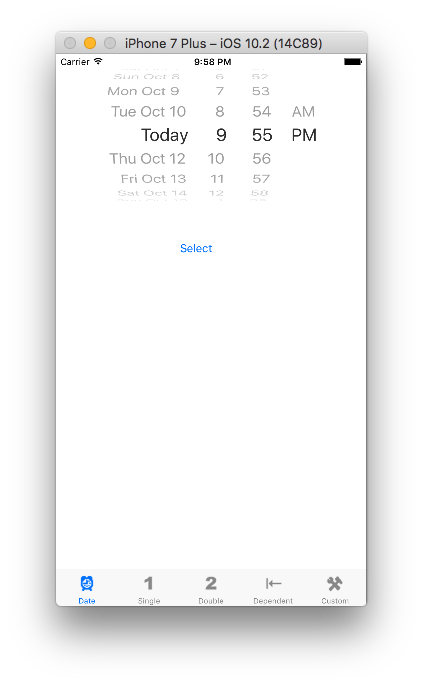 iPhone 7 Plus – iOS 10.2 (14C89)
Carrier 9:58 PM
Sun Oct 8 6 52
Mon Oct 9 7 53
Tue Oct 10 8 54 AM
Today 9 55 PM
Thu Oct 12 10 56
Fri Oct 13 11 57
Sat Oct 14 12 58
Select
1 2
Date Single Double Dependent Custom